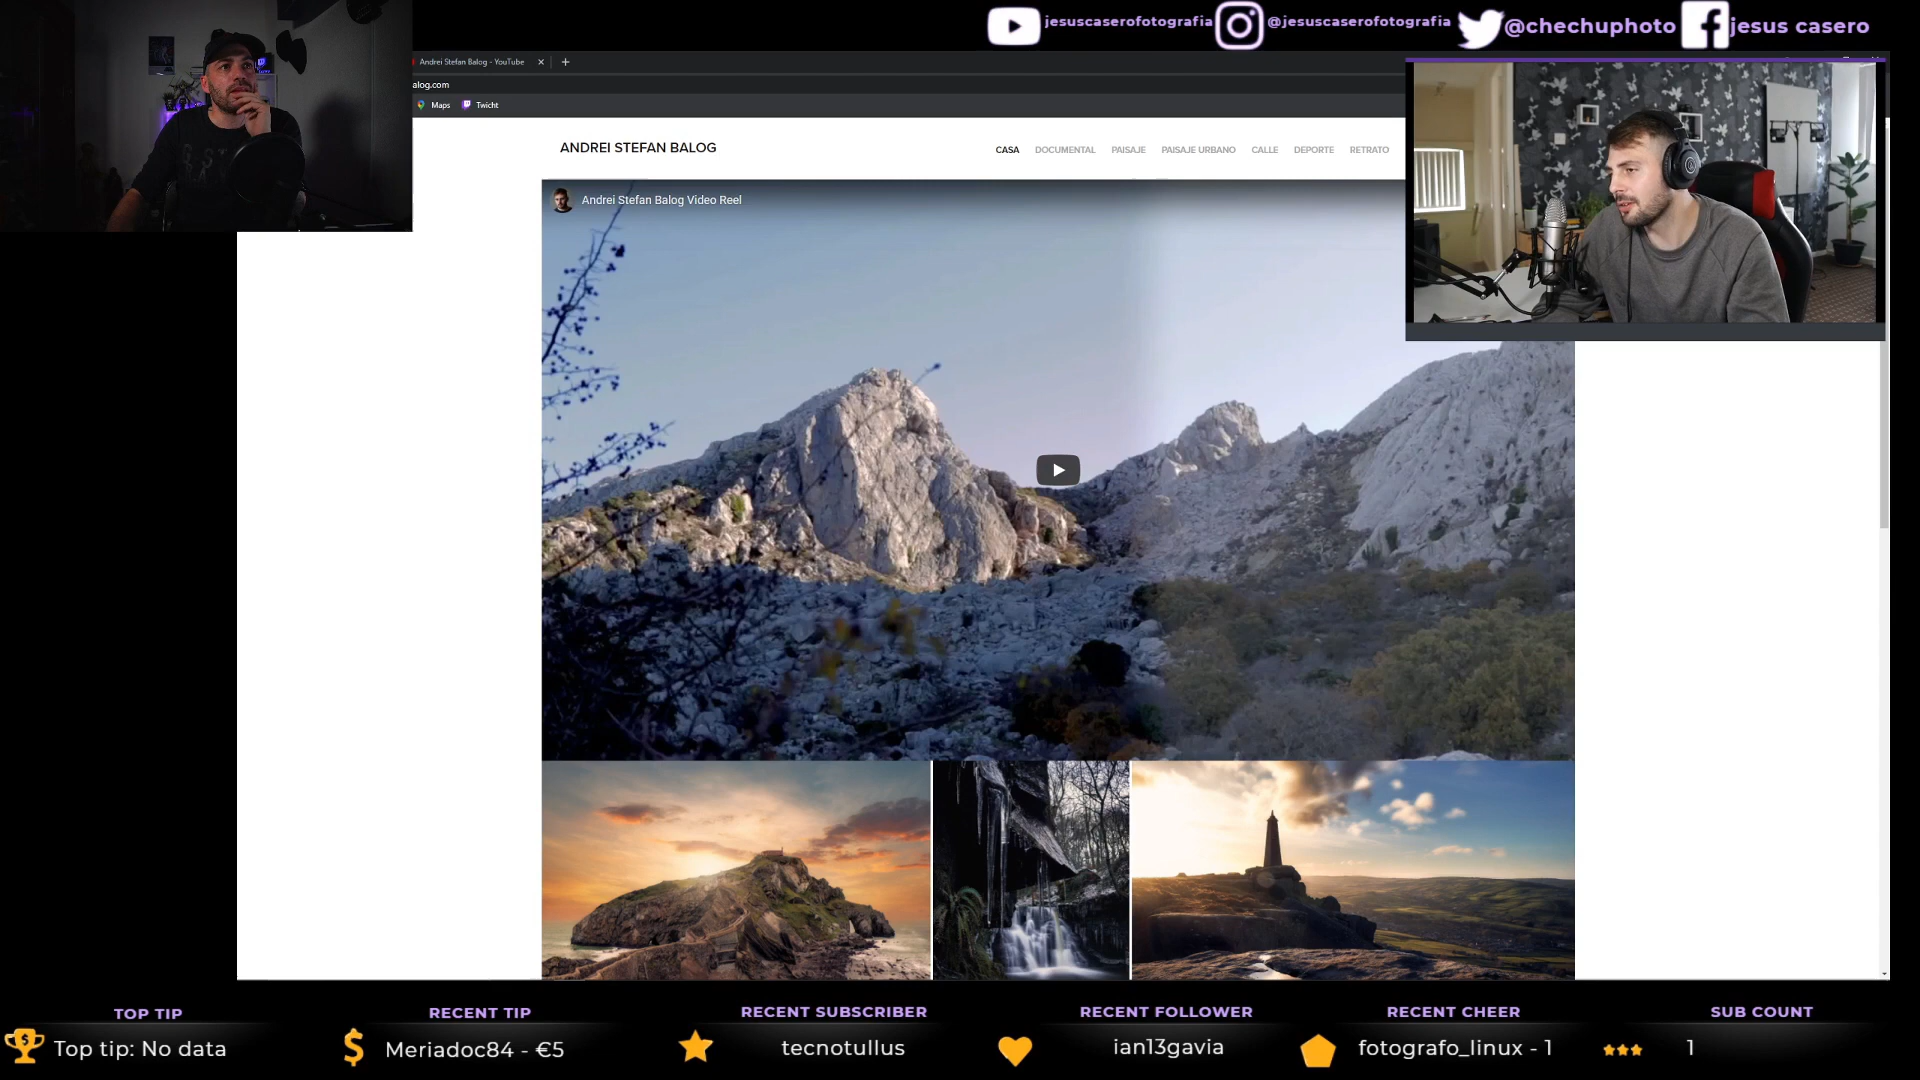 jesuscaserofotografia
@jesuscaserofotografia
@chechuphoto
jesus casero
Andrei Stefan Balog - YouTube
alog.com
Maps
Twicht
ANDREI STEFAN BALOG
CASA
DOCUMENTAL
PAISAJE
PAISAJE URBANO
CALLE
DEPORTE
RETRATO
Andrei Stefan Balog Video Reel
TOP TIP
RECENT TIP
RECENT SUBSCRIBER
RECENT FOLLOWER
RECENT CHEER
SUB COUNT
Top tip: No data
Meriadoc84 - €5
tecnotullus
ian13gavia
fotografo_linux - 1
1